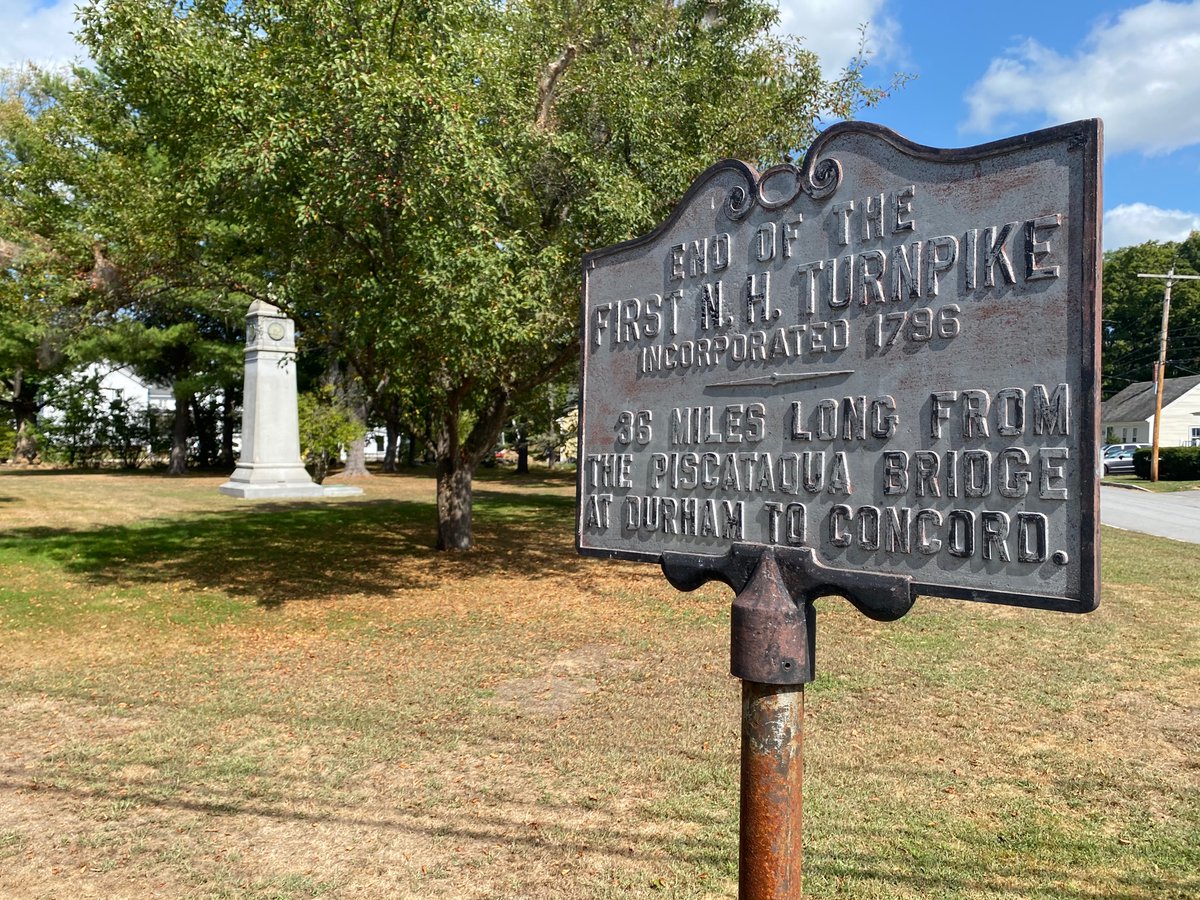 END OF THE
FIRST N. H. TURNPIKE
INCORPORATED 1796
36 MILES LONG FROM
THE PISCATAQUA BRIDGE
AT DURHAM TO CONCORD.